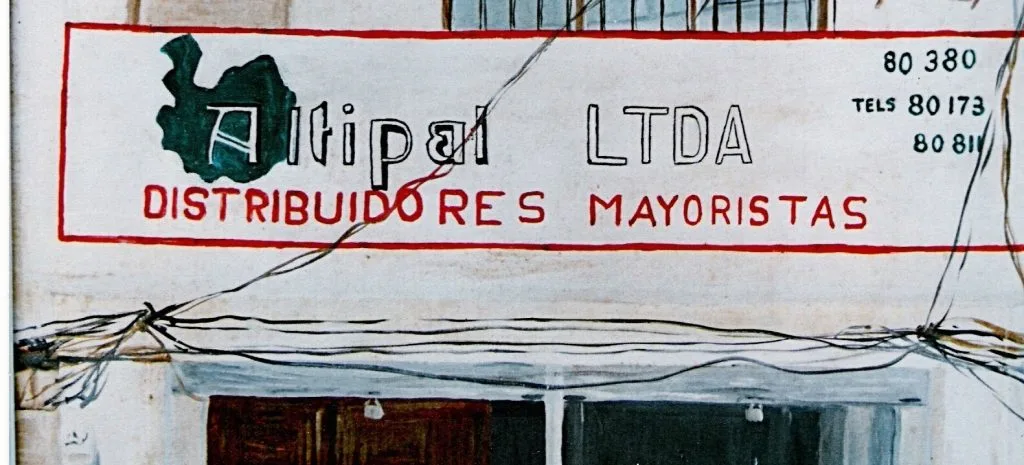 80 380
Altipal LTDA
TELS 80 173
80 811
DISTRIBUIDORES MAYORISTAS